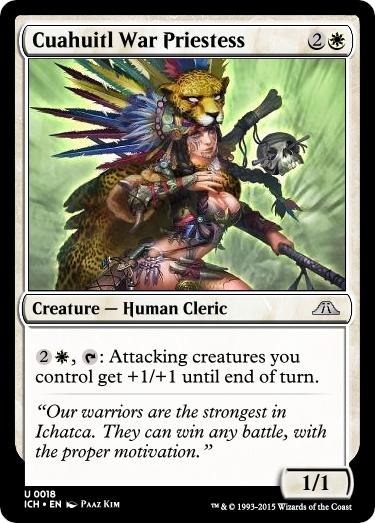 Cuahuitl War Priestess 2
Creature — Human Cleric
2, : Attacking creatures you
control get +1/+1 until end of turn.
“Our warriors are the strongest in
Ichatca. They can win any battle, with
the proper motivation.”
1/1
U 0018
ICH • EN Paaz Kim
™ & © 1993-2015 Wizards of the Coast